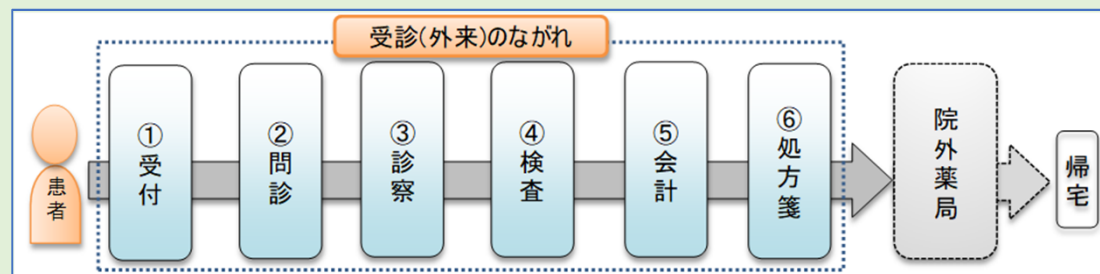 受診(外来)のながれ
患者
①受付
②問診
③診察
④検査
⑤会計
⑥処方箋
院外薬局
帰宅